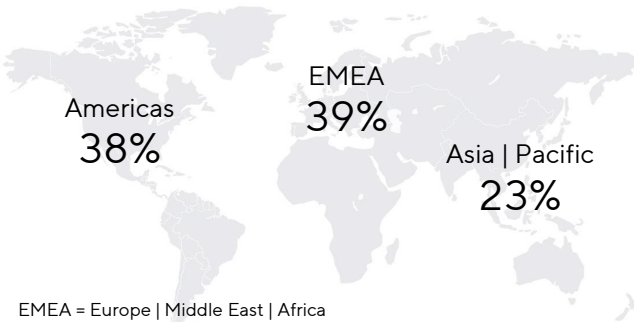 Americas
38%
EMEA
39%
Asia | Pacific
23%
EMEA = Europe | Middle East | Africa